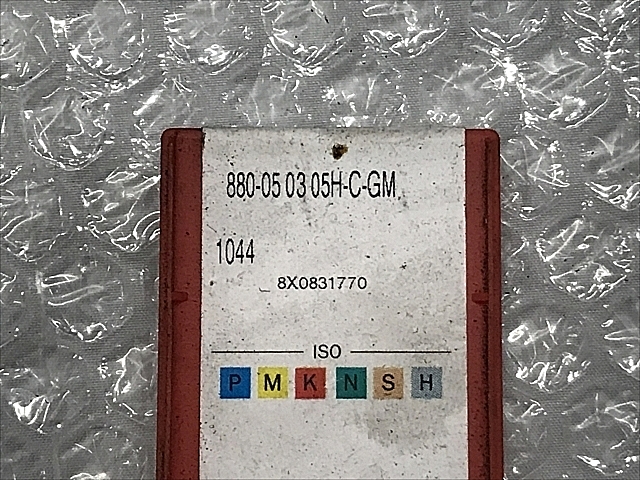 880-05 03 05H-C-GM
1044
8X0831770
ISO
P M K N S H